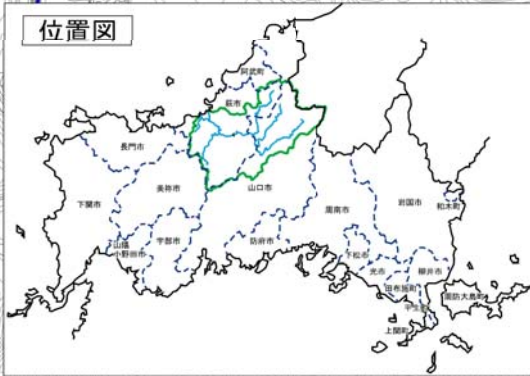 位置図
阿武町
萩市
長門市
美祢市
山口市
下関市
岩国市
和木町
周南市
山陽
小野田市
宇部市
防府市
下松市
光市
柳井市
田布施町
周防大島町
平生町
上関町